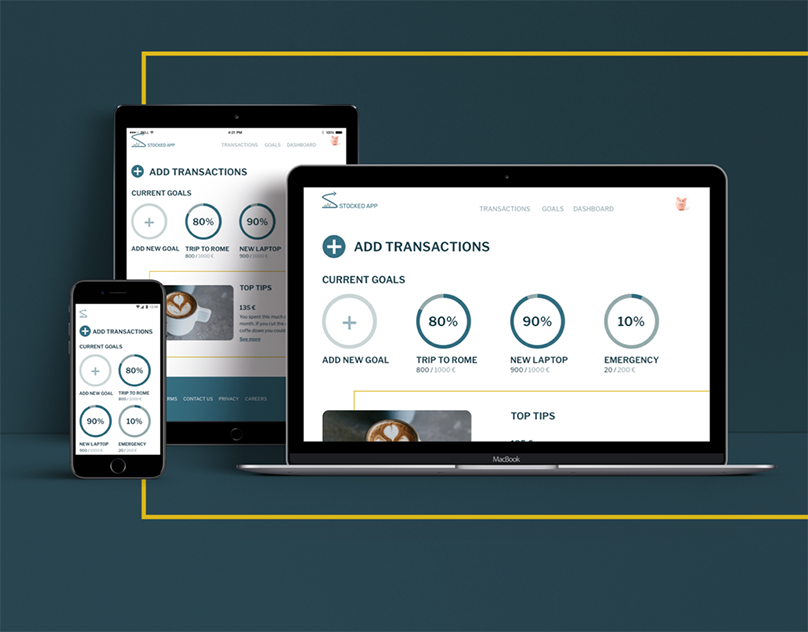 4:21 PM
100%
STOCKED APP
TRANSACTIONS GOALS DASHBOARD
ADD TRANSACTIONS
CURRENT GOALS
80%
90%
ADD NEW GOAL
TRIP TO ROME
800 / 1000 €
NEW LAPTOP
900 / 1000 €
TOP TIPS
135 €
You spent this much
month. If you cut the
coffe down you could
See more
CONTACT US PRIVACY CAREERS
STOCKED APP
TRANSACTIONS GOALS DASHBOARD
ADD TRANSACTIONS
CURRENT GOALS
80%
90%
10%
ADD NEW GOAL
TRIP TO ROME
800 / 1000 €
NEW LAPTOP
900 / 1000 €
EMERGENCY
20 / 200 €
TOP TIPS
MacBook
ADD TRANSACTIONS
CURRENT GOALS
80%
ADD NEW GOAL
TRIP TO ROME
800 / 1000 €
90%
10%
NEW LAPTOP
900 / 1000 €
EMERGENCY
20 / 200 €